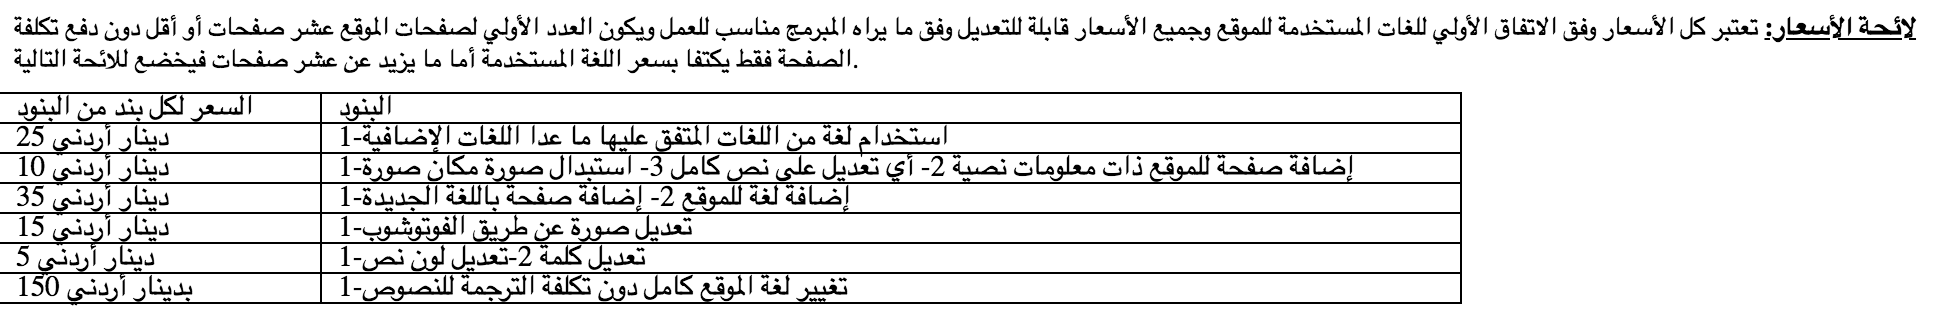 لائحة الأسعار: تعتبر كل الأسعار وفق الاتفاق الأولي للغات المستخدمة للموقع وجميع الأسعار قابلة للتعديل وفق ما يراه المبرمج مناسب للعمل ويكون العدد الأولي لصفحات الموقع عشر صفحات أو أقل دون دفع تكلفة
الصفحة فقط يكتفا بسعر اللغة المستخدمة أما ما يزيد عن عشر صفحات فيخضع للائحة التالية.
البنود السعر لكل بند من البنود
1-استخدام لغة من اللغات المتفق عليها ما عدا اللغات الإضافية 25 دينار أردني
1-إضافة صفحة للموقع ذات معلومات نصية 2- أي تعديل على نص كامل 3- استبدال صورة مكان صورة 10 دينار أردني
1-إضافة لغة للموقع 2- إضافة صفحة باللغة الجديدة 35 دينار أردني
1-تعديل صورة عن طريق الفوتوشوب 15 دينار أردني
1-تعديل كلمة 2-تعديل لون نص 5 دينار أردني
1-تغيير لغة الموقع كامل دون تكلفة الترجمة للنصوص 150 بدينار أردني